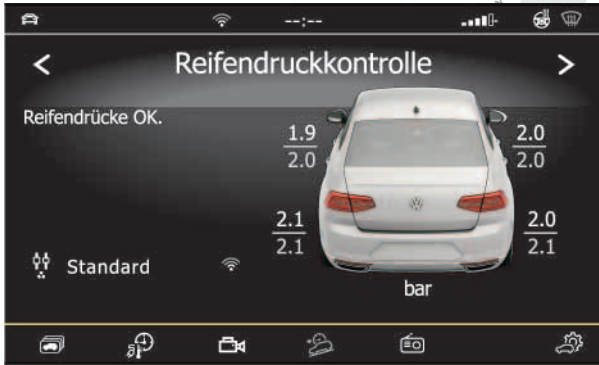 --:--
Reifendruckkontrolle
Reifendrücke OK.
1.9
2.0
2.0
2.0
2.1
2.1
2.0
2.1
Standard
bar